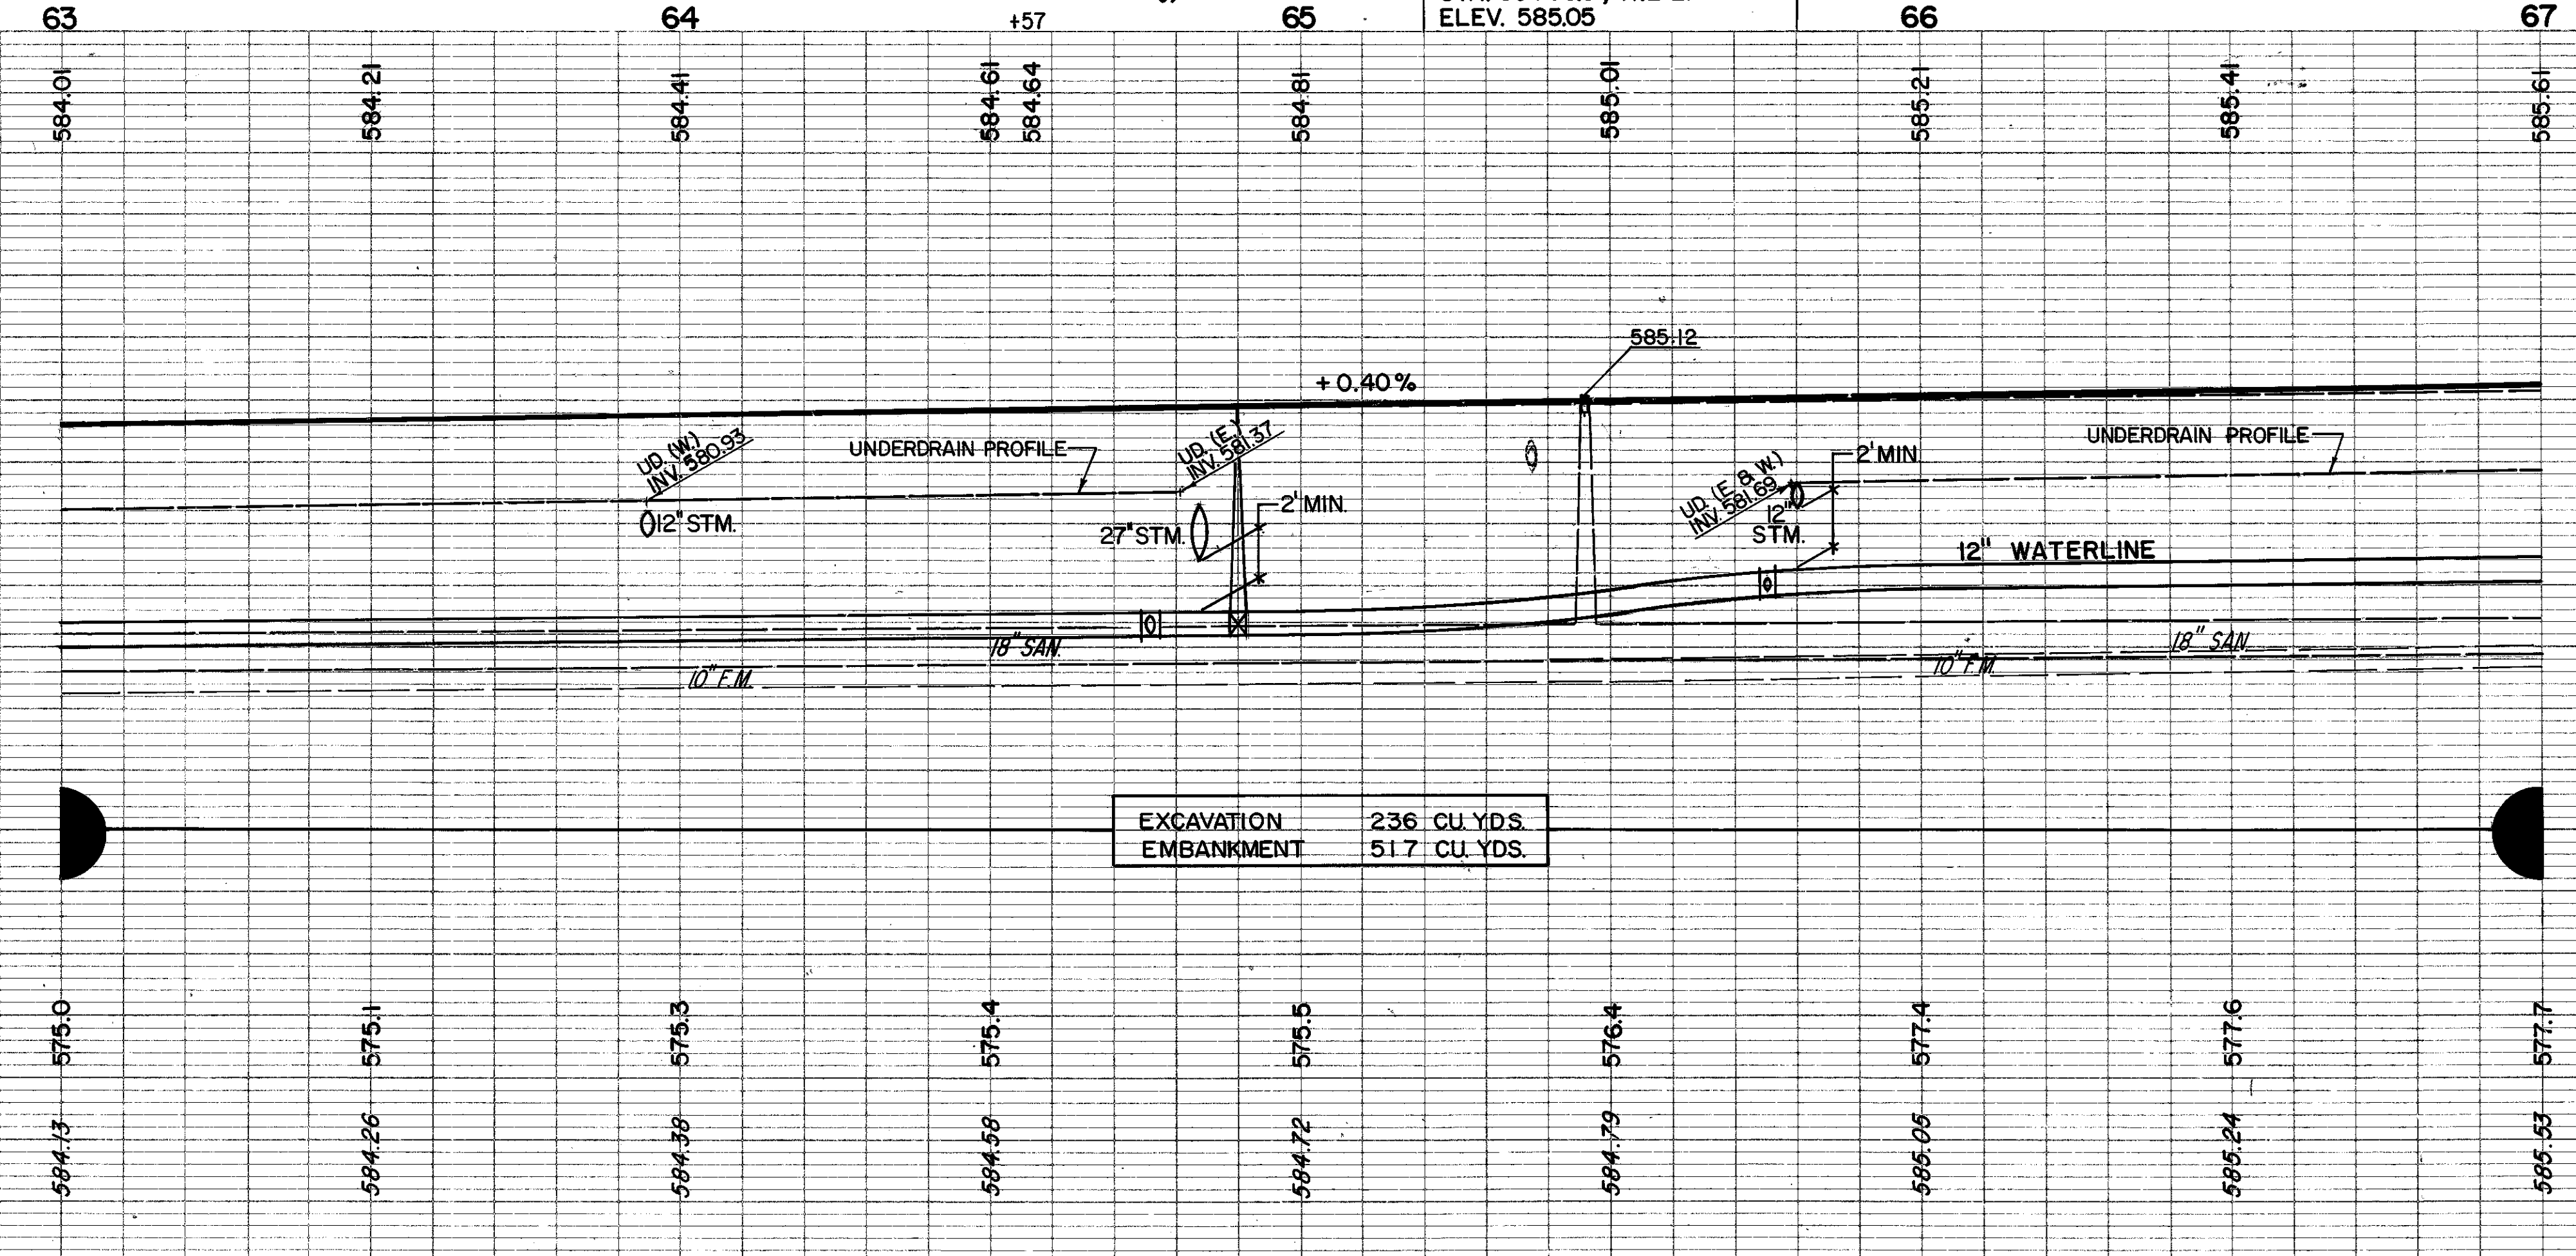 63 64 +57 65 66 67
ELEV. 585.05
584.01 584.21 584.41 584.61 584.64 584.81 585.01 585.21 585.41 585.61
585.12
+0.40%
UD. (W.)
INV. 580.93
UNDERDRAIN PROFILE
UD. (E.)
INV. 581.37
UNDERDRAIN PROFILE
2' MIN.
UD. (E. & W.)
INV. 581.69
12" STM.
27" STM.
2' MIN.
12"
STM.
12" WATERLINE
18" SAN.
18" SAN.
10" F.M.
10" F.M.
EXCAVATION 236 CU. YDS.
EMBANKMENT 517 CU. YDS.
575.0 575.1 575.3 575.4 575.5 576.4 577.4 577.6 577.7
584.13 584.26 584.38 584.58 584.72 584.79 585.05 585.24 585.53